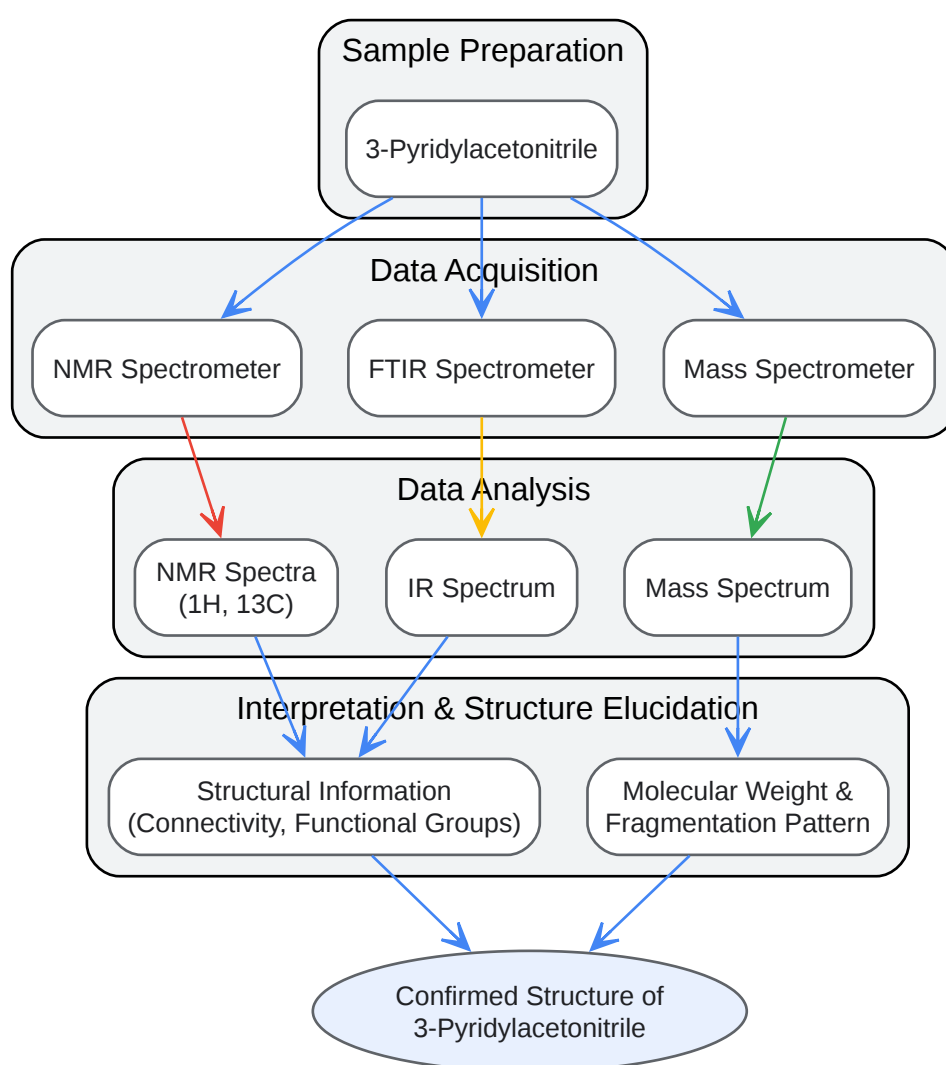 Sample Preparation
3-Pyridylacetonitrile
Data Acquisition
NMR Spectrometer
FTIR Spectrometer
Mass Spectrometer
Data Analysis
NMR Spectra
(1H, 13C)
IR Spectrum
Mass Spectrum
Interpretation & Structure Elucidation
Structural Information
(Connectivity, Functional Groups)
Molecular Weight &
Fragmentation Pattern
Confirmed Structure of
3-Pyridylacetonitrile